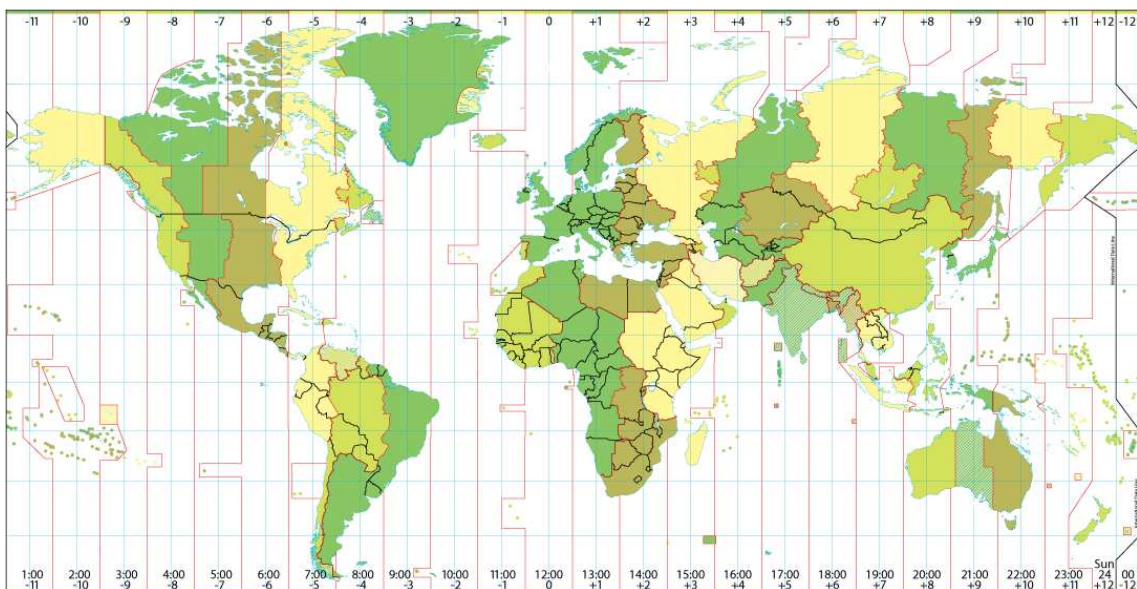 -11 -10 -9 -8 -7 -6 -5 -4 -3 -2 -1 0 +1 +2 +3 +4 +5 +6 +7 +8 +9 +10 +11 +12 -12
International Date Line
Sun
1:00 2:00 3:00 4:00 5:00 6:00 7:00 8:00 9:00 10:00 11:00 12:00 13:00 14:00 15:00 16:00 17:00 18:00 19:00 20:00 21:00 22:00 23:00 24 00
-11 -10 -9 -8 -7 -6 -5 -4 -3 -2 -1 0 +1 +2 +3 +4 +5 +6 +7 +8 +9 +10 +11 +12 -12